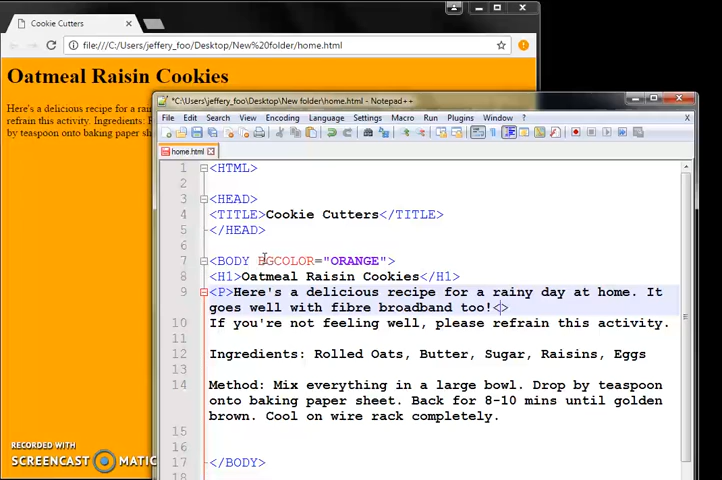 Cookie Cutters
file:///C:/Users/jeffery_foo/Desktop/New%20folder/home.html
Oatmeal Raisin Cookies
Here's a delicious recipe for a
refrain this activity. Ingredients:
by teaspoon onto baking paper
*C:\Users\jeffery_foo\Desktop\New folder\home.html - Notepad++
File Edit Search View Encoding Language Settings Macro Run Plugins Window ? X
home.html
1 <HTML>
2
3 <HEAD>
4 <TITLE>Cookie Cutters</TITLE>
5 </HEAD>
6
7 <BODY BGCOLOR="ORANGE">
8 <H1>Oatmeal Raisin Cookies</H1>
9 <P>Here's a delicious recipe for a rainy day at home. It
goes well with fibre broadband too!<>
10 If you're not feeling well, please refrain this activity.
11
12 Ingredients: Rolled Oats, Butter, Sugar, Raisins, Eggs
13
14 Method: Mix everything in a large bowl. Drop by teaspoon
onto baking paper sheet. Back for 8-10 mins until golden
brown. Cool on wire rack completely.
15
16
17 </BODY>
18
RECORDED WITH
SCREENCAST MATIC